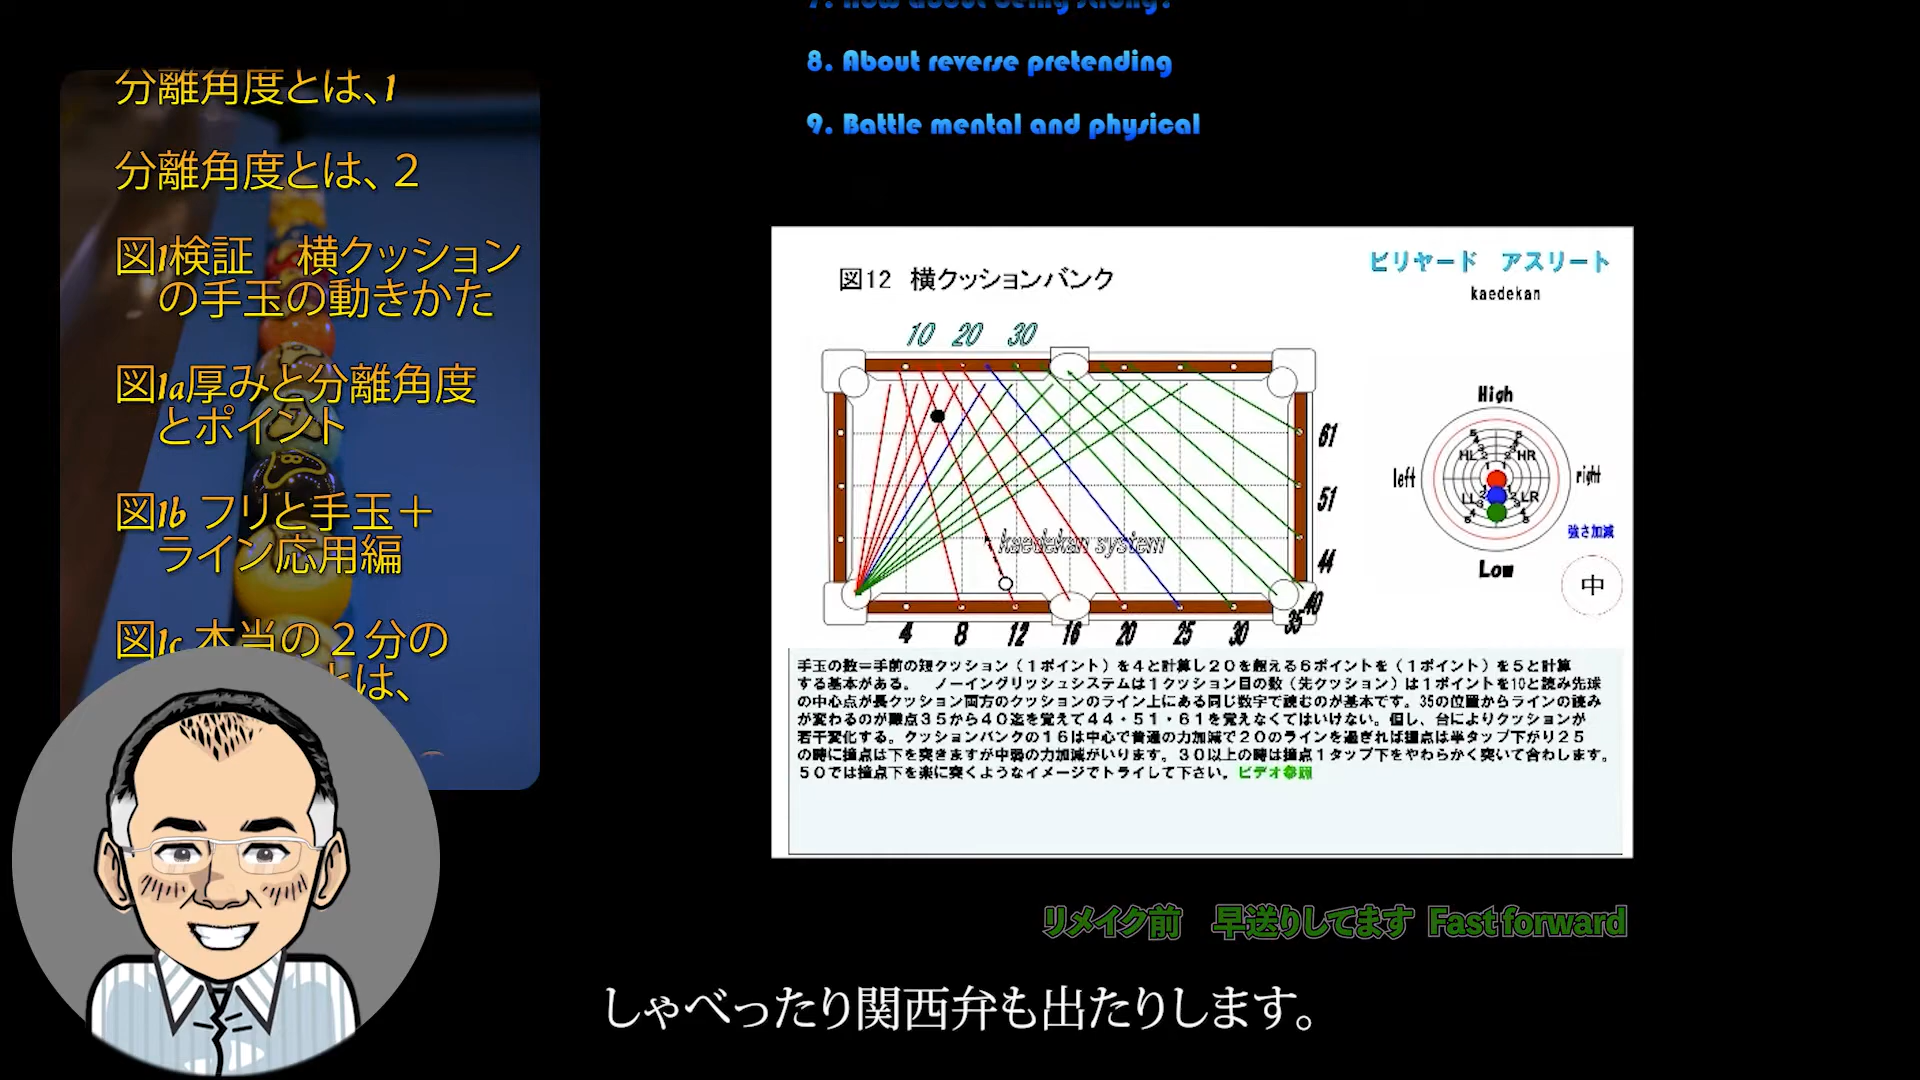 7. How about being strong?
8. About reverse pretending
9. Battle mental and physical
分離角度とは、1
分離角度とは、２
図1検証　横クッション
の手玉の動きかた
図1a厚みと分離角度
とポイント
図1b フリと手玉＋
ライン応用編
図1c 本当の２分の
とは、
図12 横クッションバンク
ビリヤード アスリート
kaedekan
10 20 30
61
51
44
40
35
4 8 12 16 20 25 30
kaedekan system
High
HL HR
left
right
LL LR
Low
強さ加減
中
手玉の数＝手前の短クッション（１ポイント）を４と計算し２０を超える６ポイントを（１ポイント）を５と計算
する基本がある。　ノーイングリッシュシステムは１クッション目の数（先クッション）は１ポイントを10と読み先球
の中心点が長クッション両方のクッションのライン上にある同じ数字で読むのが基本です。35の位置からラインの読み
が変わるのが難点３５から４０迄を覚えて４４・５１・６１を覚えなくてはいけない。但し、台によりクッションが
若干変化する。クッションバンクの１６は中心で普通の力加減で２０のラインを過ぎれば撞点は半タップ下がり２５
の時に撞点は下を突きますが中弱の力加減がいります。３０以上の時は撞点１タップ下をやわらかく突いて合わします。
５０では撞点下を楽に突くようなイメージでトライして下さい。ビデオ参照
リメイク前　早送りしてます Fast forward
しゃべったり関西弁も出たりします。